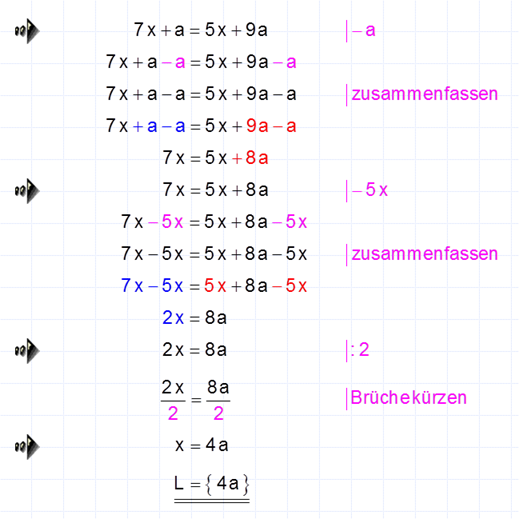 7x+a=5x+9a |−a
7x+a−a=5x+9a−a
7x+a−a=5x+9a−a |zusammenfassen
7x+a−a=5x+9a−a
7x=5x+8a
7x=5x+8a |−5x
7x−5x=5x+8a−5x
7x−5x=5x+8a−5x |zusammenfassen
7x−5x=5x+8a−5x
2x=8a
2x=8a |:2
2x/2=8a/2 |Brüchekürzen
x=4a
L={4a}